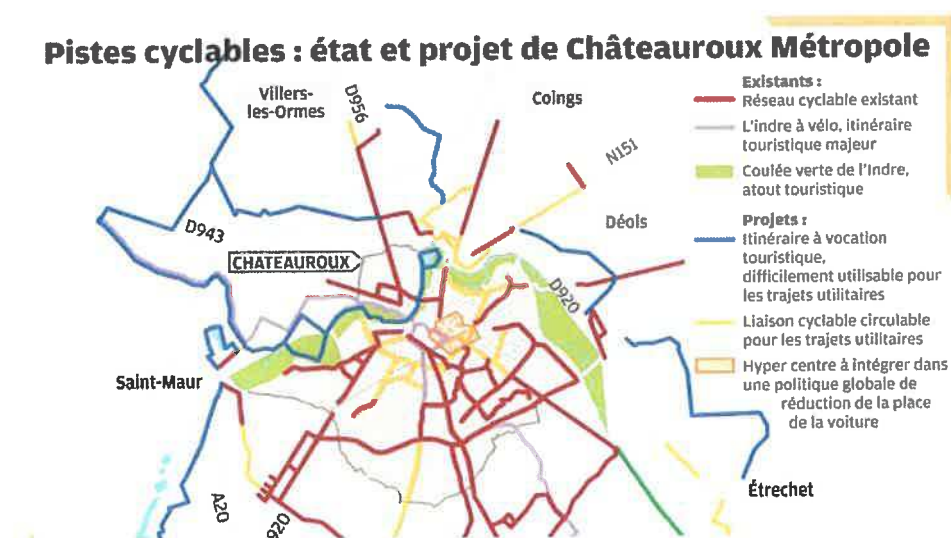 Pistes cyclables : état et projet de Châteauroux Métropole
Villers-
les-Ormes
D956
Coings
N151
Déols
D943
CHATEAUROUX
D920
Saint-Maur
A20
920
Étrechet
Existants :
Réseau cyclable existant
L'indre à vélo, itinéraire
touristique majeur
Coulée verte de l'Indre,
atout touristique
Projets :
Itinéraire à vocation
touristique,
difficilement utilisable pour
les trajets utilitaires
Liaison cyclable circulable
pour les trajets utilitaires
Hyper centre à intégrer dans
une politique globale de
réduction de la place
de la voiture